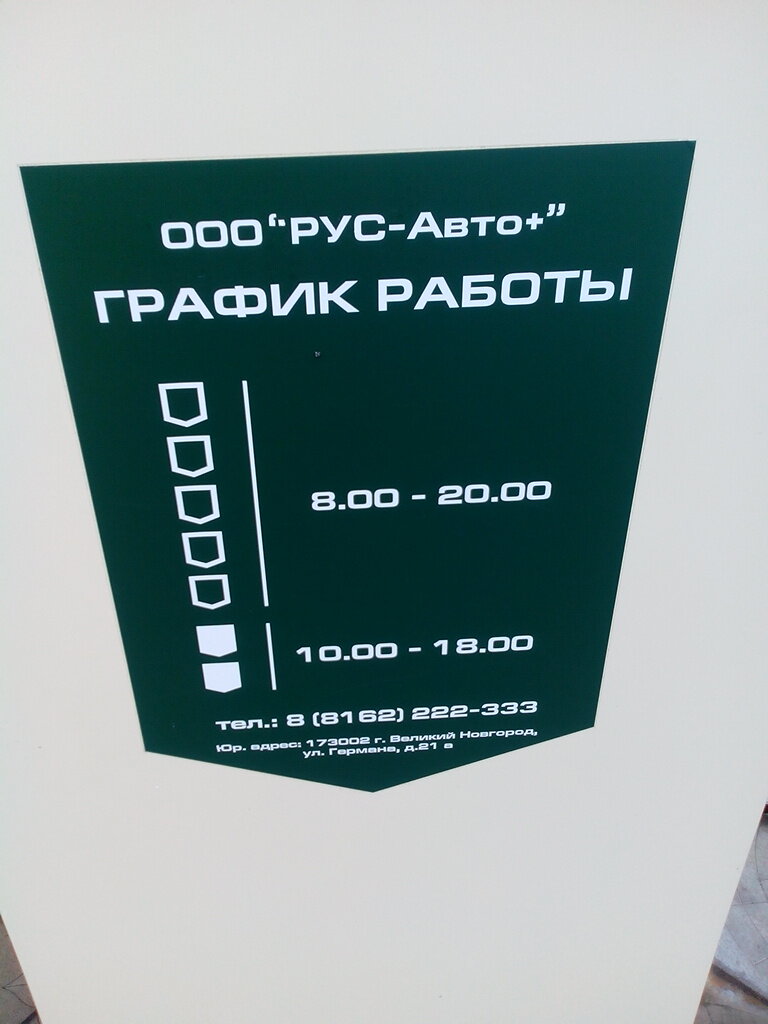 ООО “РУС-Авто+”
ГРАФИК РАБОТЫ
8.00 - 20.00
10.00 - 18.00
тел.: 8 (8162) 222-333
Юр. адрес: 173002 г. Великий Новгород,
ул. Германа, д.21 а